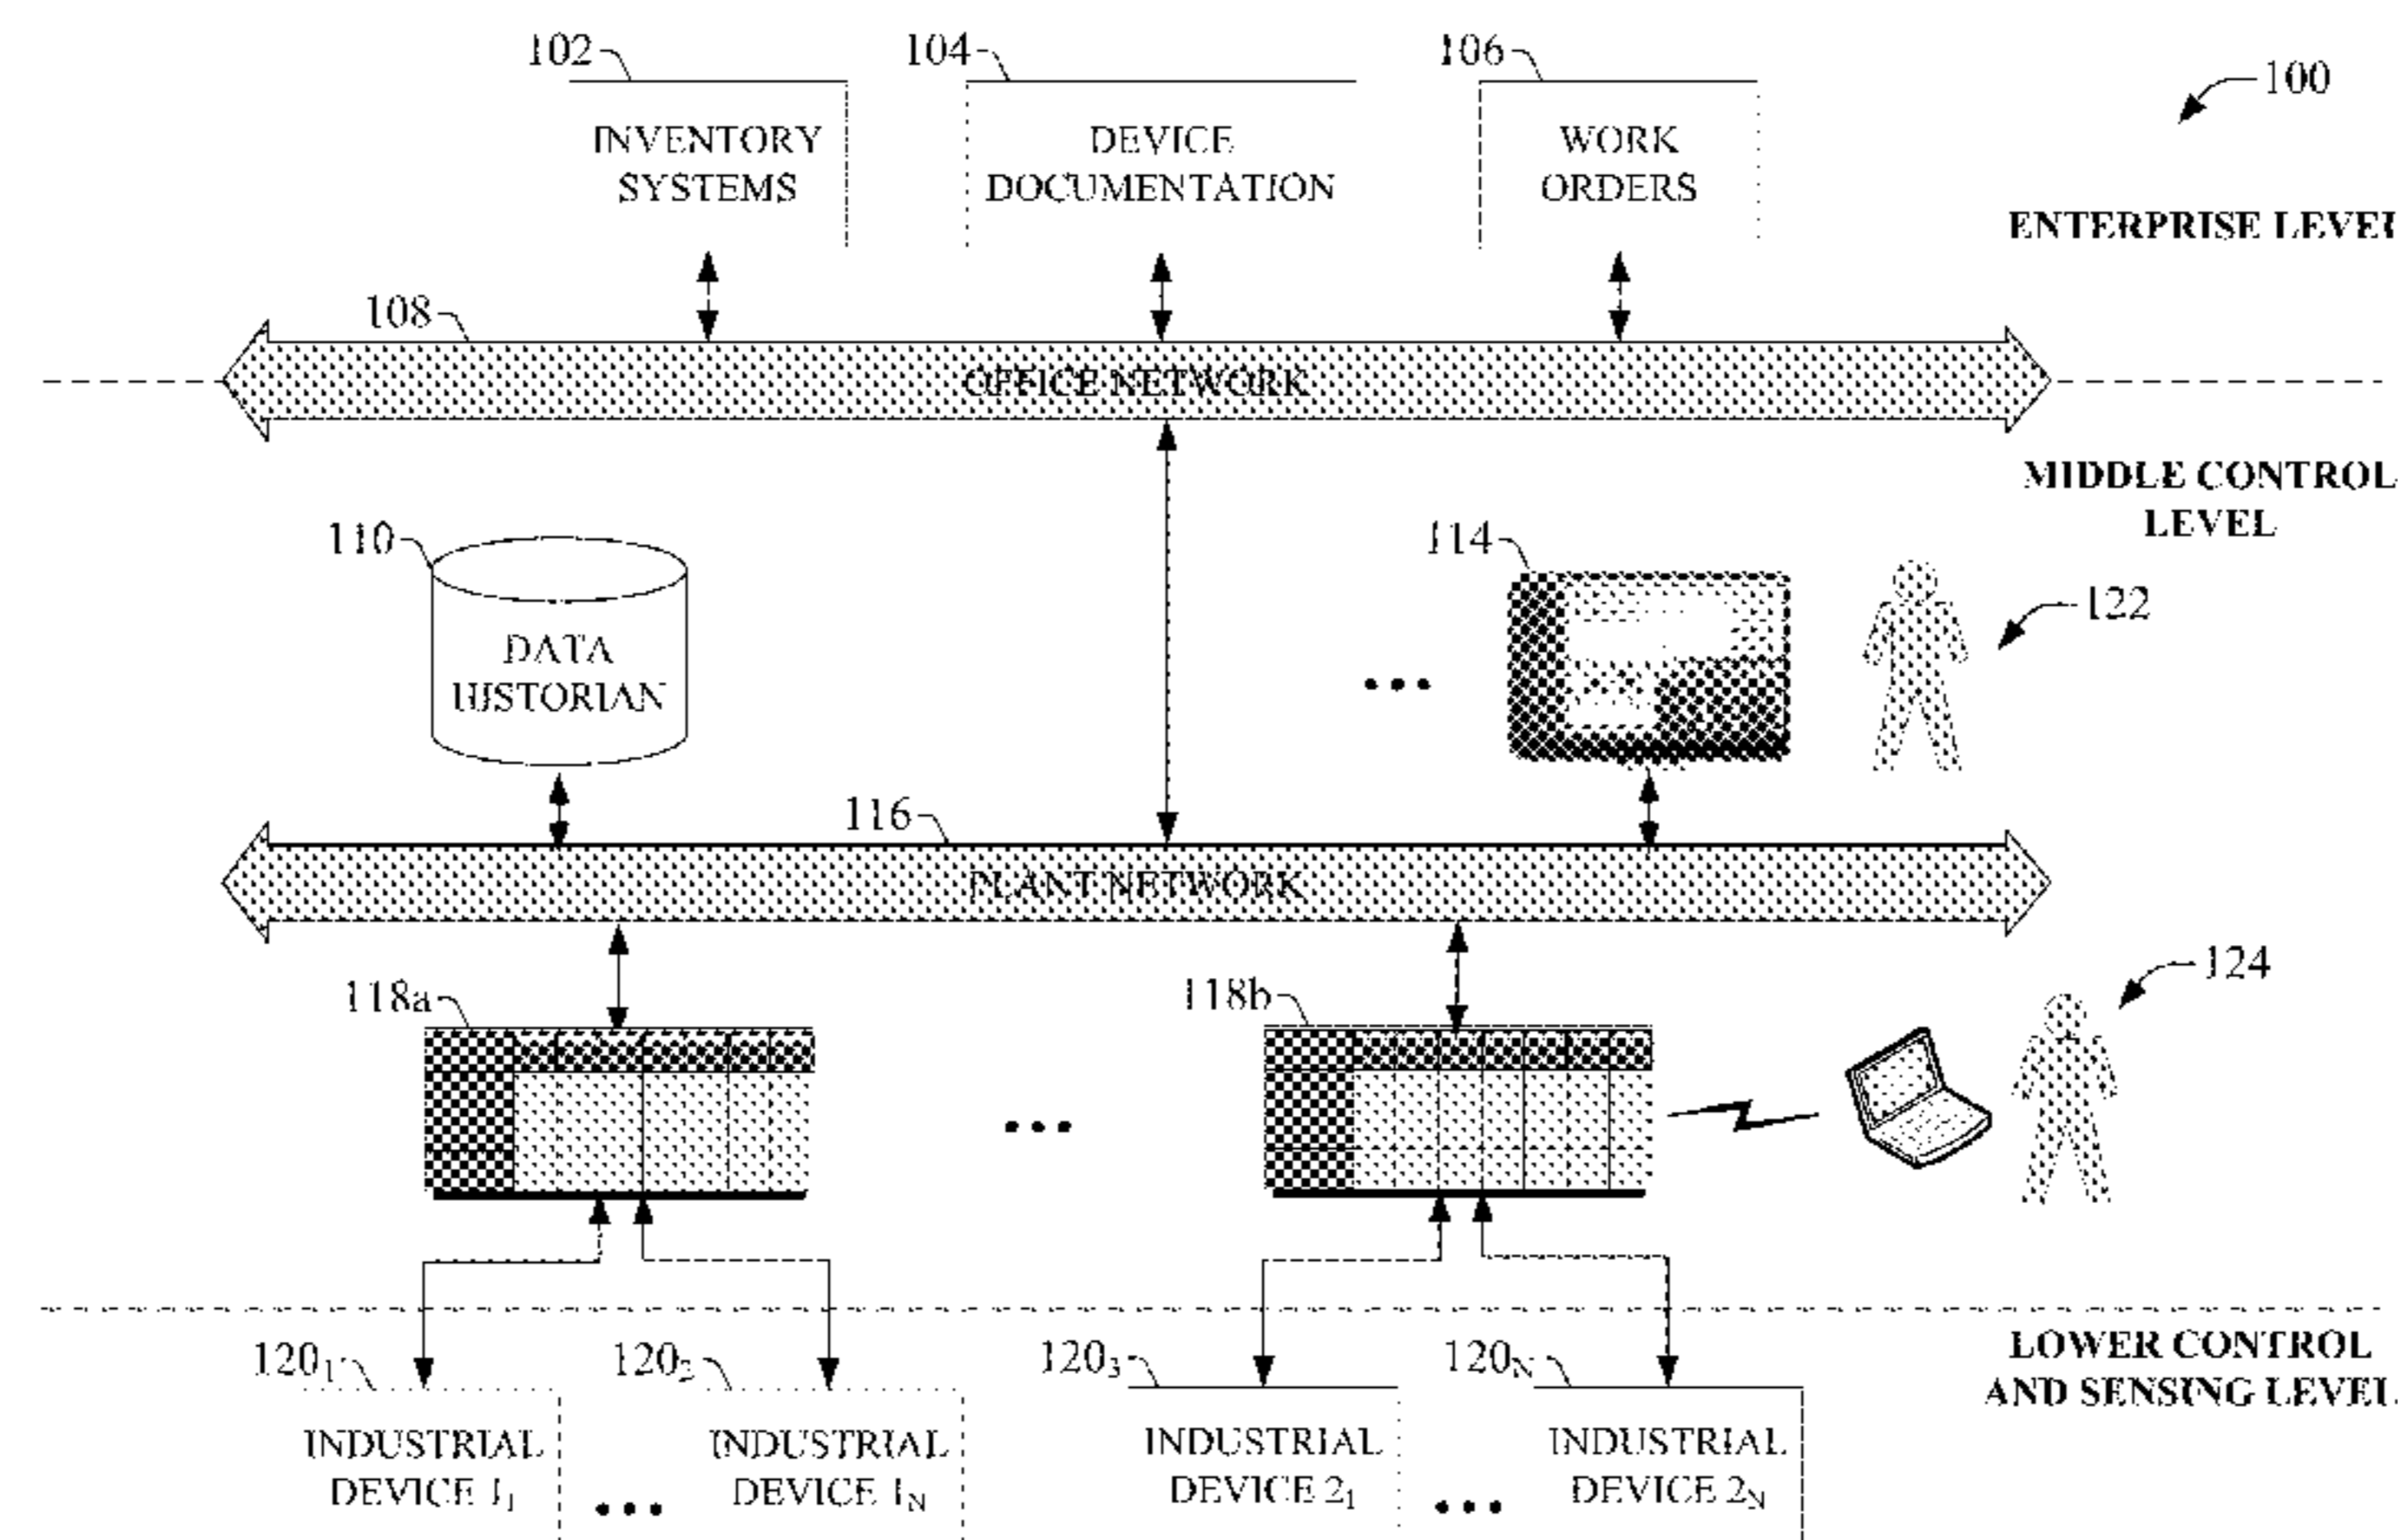 102
104
106
100
INVENTORY
SYSTEMS
DEVICE
DOCUMENTATION
WORK
ORDERS
ENTERPRISE LEVEL
108
OFFICE NETWORK
MIDDLE CONTROL
LEVEL
110
114
122
DATA
HISTORIAN
...
116
PLANT NETWORK
118a
118b
124
...
120₁
120₂
120₃
120N
LOWER CONTROL
AND SENSING LEVEL
INDUSTRIAL
DEVICE 1₁
...
INDUSTRIAL
DEVICE 1N
INDUSTRIAL
DEVICE 2₁
...
INDUSTRIAL
DEVICE 2N